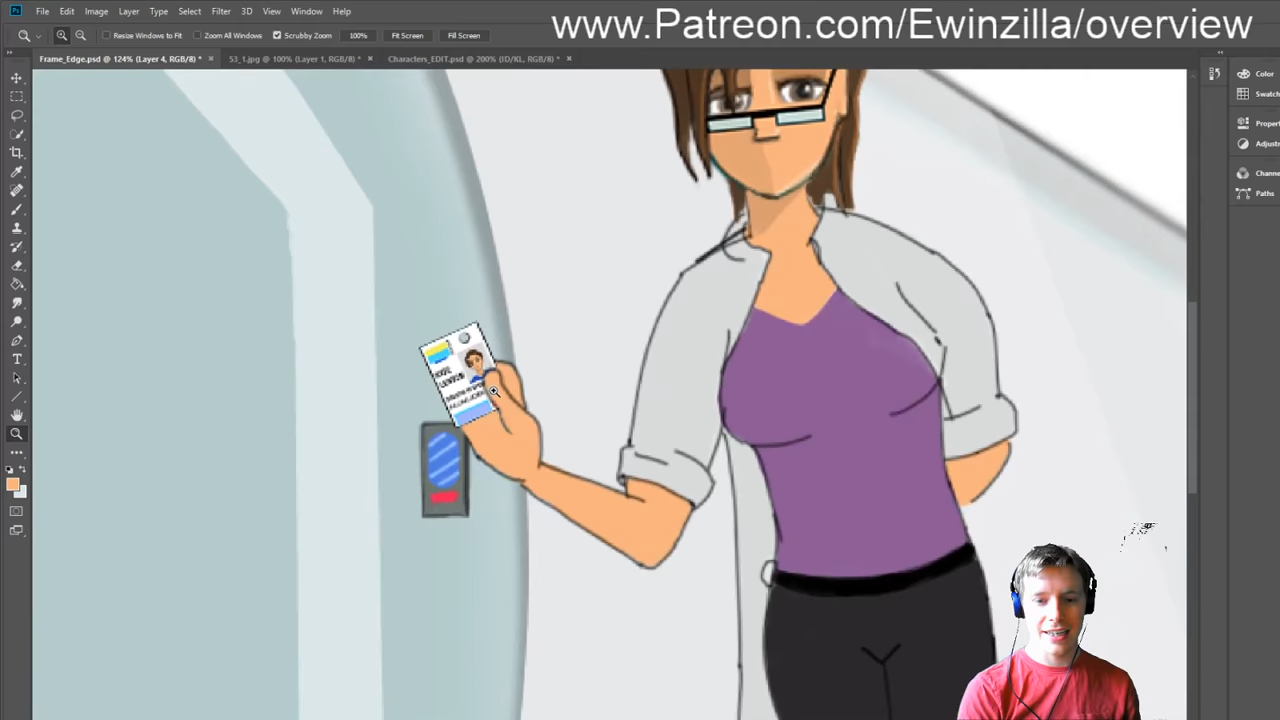 www.Patreon.com/Ewinzilla/overview
Ps File Edit Image Layer Type Select Filter 3D View Window Help
Resize Windows to Fit Zoom All Windows Scrubby Zoom 100% Fit Screen Fill Screen
Frame_Edge.psd @ 124% (Layer 4, RGB/8) * × 53_1.jpg @ 100% (Layer 1, RGB/8) * × Characters_EDIT.psd @ 200% (ID/KL, RGB/8) * ×
Color
Swatch
Propert
Adjustr
Channe
Paths